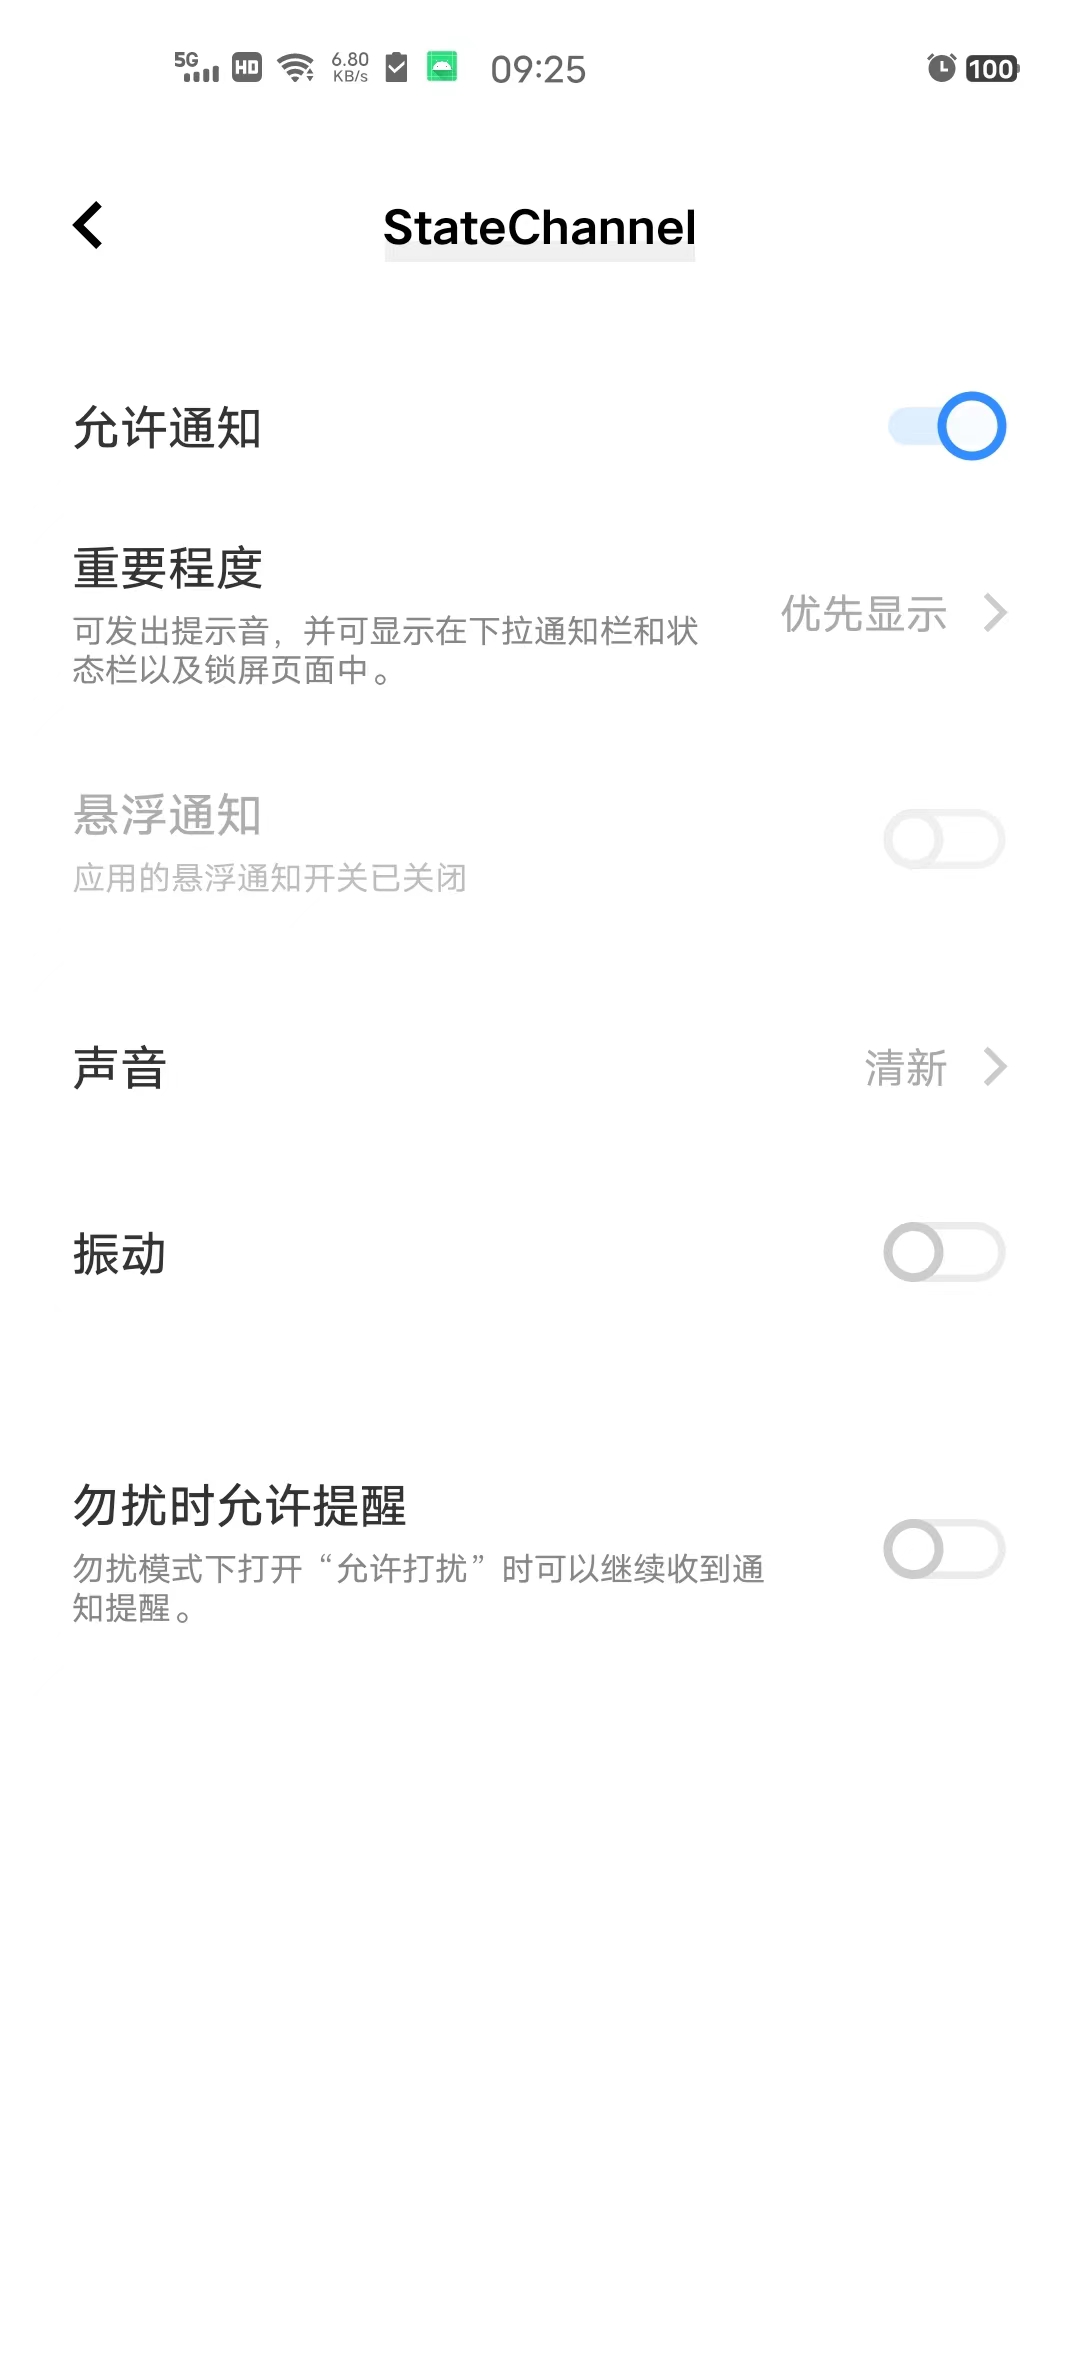 5G HD 6.80 KB/s 09:25 100
StateChannel
允许通知
重要程度
可发出提示音，并可显示在下拉通知栏和状
态栏以及锁屏页面中。
优先显示
悬浮通知
应用的悬浮通知开关已关闭
声音
清新
振动
勿扰时允许提醒
勿扰模式下打开“允许打扰”时可以继续收到通
知提醒。